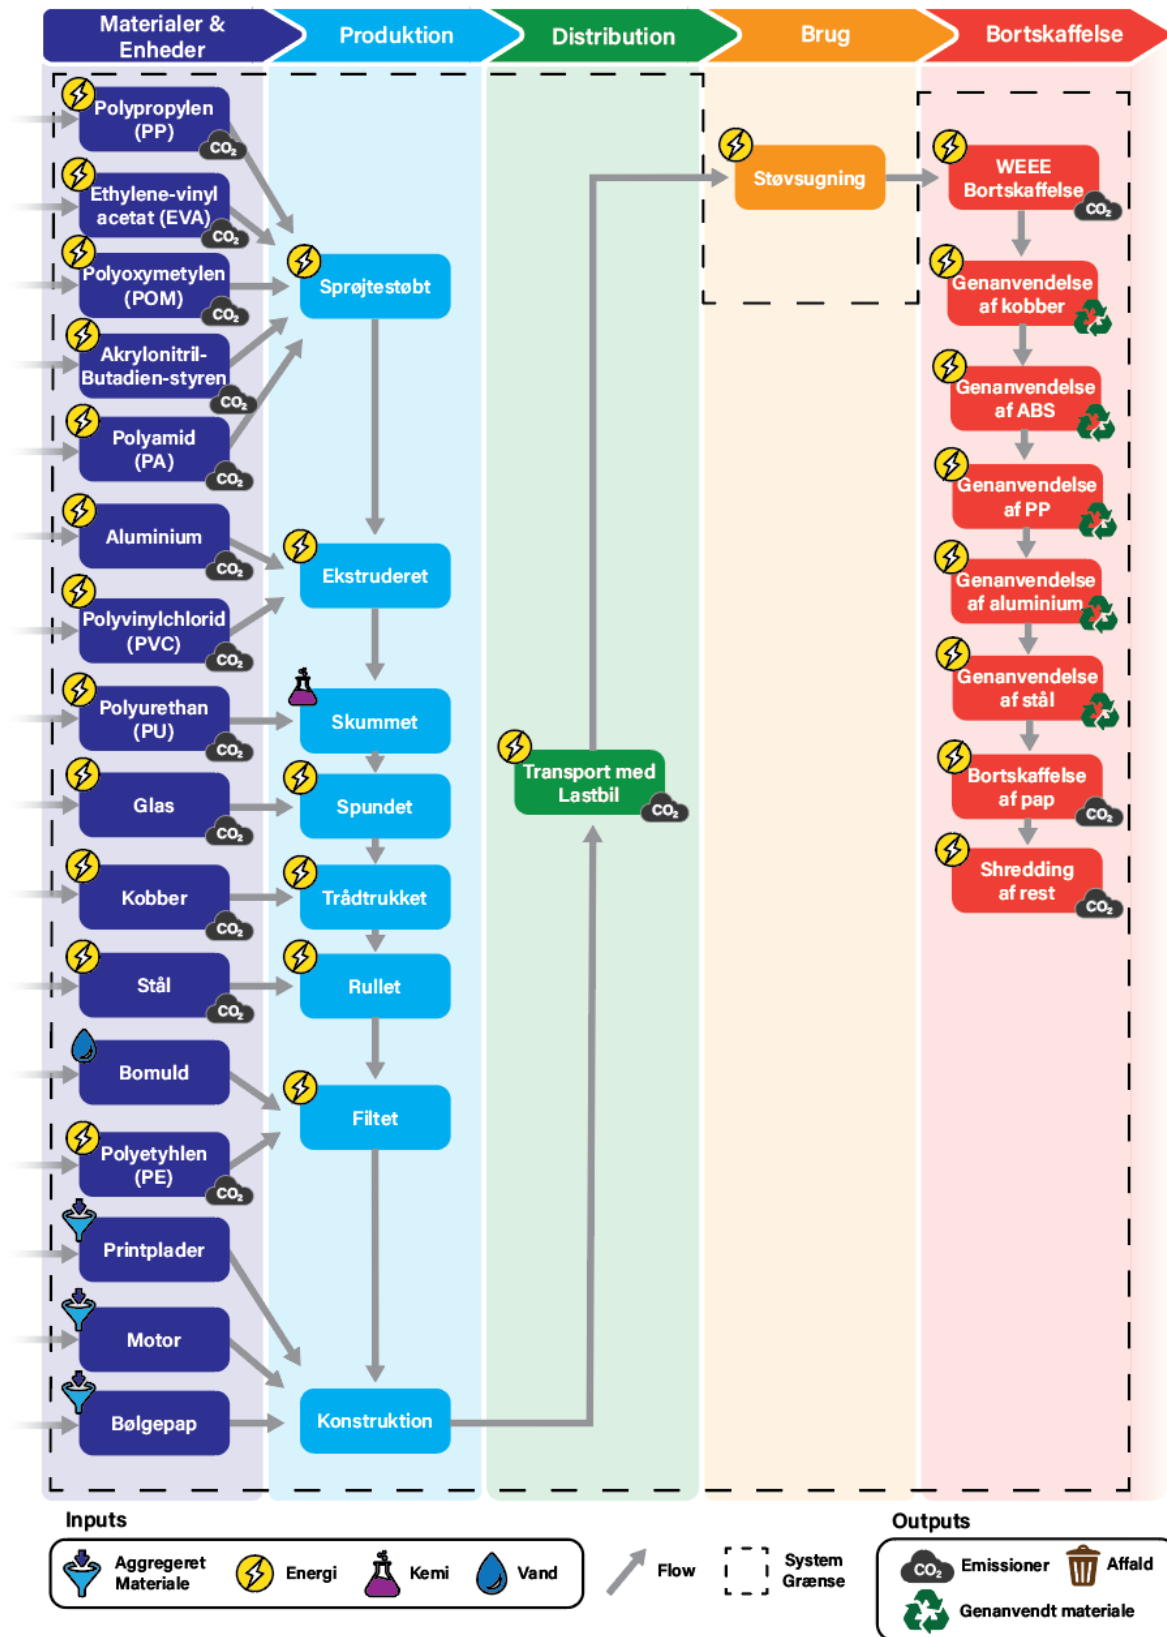 Materialer &
Enheder
Produktion
Distribution
Brug
Bortskaffelse
Polypropylen
(PP)
CO₂
Ethylene-vinyl
acetat (EVA)
CO₂
Polyoxymetylen
(POM)
CO₂
Akrylonitril-
Butadien-styren
CO₂
Polyamid
(PA)
CO₂
Aluminium
CO₂
Polyvinylchlorid
(PVC)
CO₂
Polyurethan
(PU)
CO₂
Glas
CO₂
Kobber
CO₂
Stål
CO₂
Bomuld
Polyetyhlen
(PE)
CO₂
Printplader
Motor
Bølgepap
Sprøjtestøbt
Ekstruderet
Skummet
Spundet
Trådtrukket
Rullet
Filtet
Konstruktion
Transport med
Lastbil
CO₂
Støvsugning
WEEE
Bortskaffelse
CO₂
Genanvendelse
af kobber
Genanvendelse
af ABS
Genanvendelse
af PP
Genanvendelse
af aluminium
Genanvendelse
af stål
Bortskaffelse
af pap
CO₂
Shredding
af rest
CO₂
Inputs
Aggregeret
Materiale
Energi
Kemi
Vand
Flow
System
Grænse
Outputs
CO₂
Emissioner
Affald
Genanvendt materiale